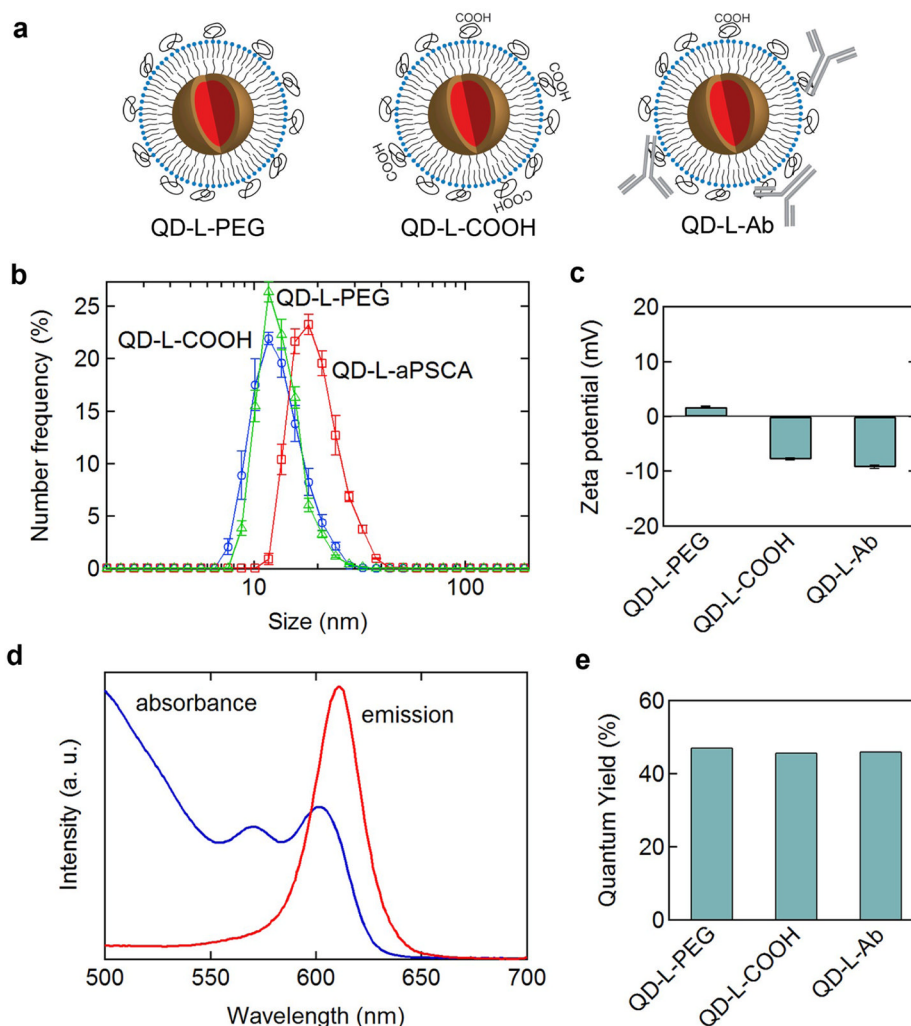 a
COOH
COOH
COOH
COOH
COOH
QD-L-PEG
QD-L-COOH
QD-L-Ab
b
QD-L-PEG
QD-L-COOH
QD-L-aPSCA
Number frequency (%)
25
20
15
10
5
0
10
100
Size (nm)
c
Zeta potential (mV)
20
10
0
-10
-20
QD-L-PEG
QD-L-COOH
QD-L-Ab
d
absorbance
emission
Intensity (a. u.)
500
550
600
650
700
Wavelength (nm)
e
Quantum Yield (%)
60
40
20
0
QD-L-PEG
QD-L-COOH
QD-L-Ab